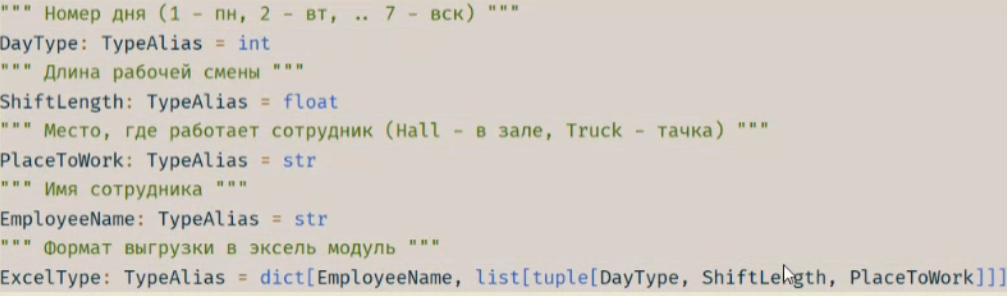 """ Номер дня (1 - пн, 2 - вт, .. 7 - вск) """
DayType: TypeAlias = int
""" Длина рабочей смены """
ShiftLength: TypeAlias = float
""" Место, где работает сотрудник (Hall - в зале, Truck - тачка) """
PlaceToWork: TypeAlias = str
""" Имя сотрудника """
EmployeeName: TypeAlias = str
""" Формат выгрузки в эксель модуль """
ExcelType: TypeAlias = dict[EmployeeName, list[tuple[DayType, ShiftLength, PlaceToWork]]]